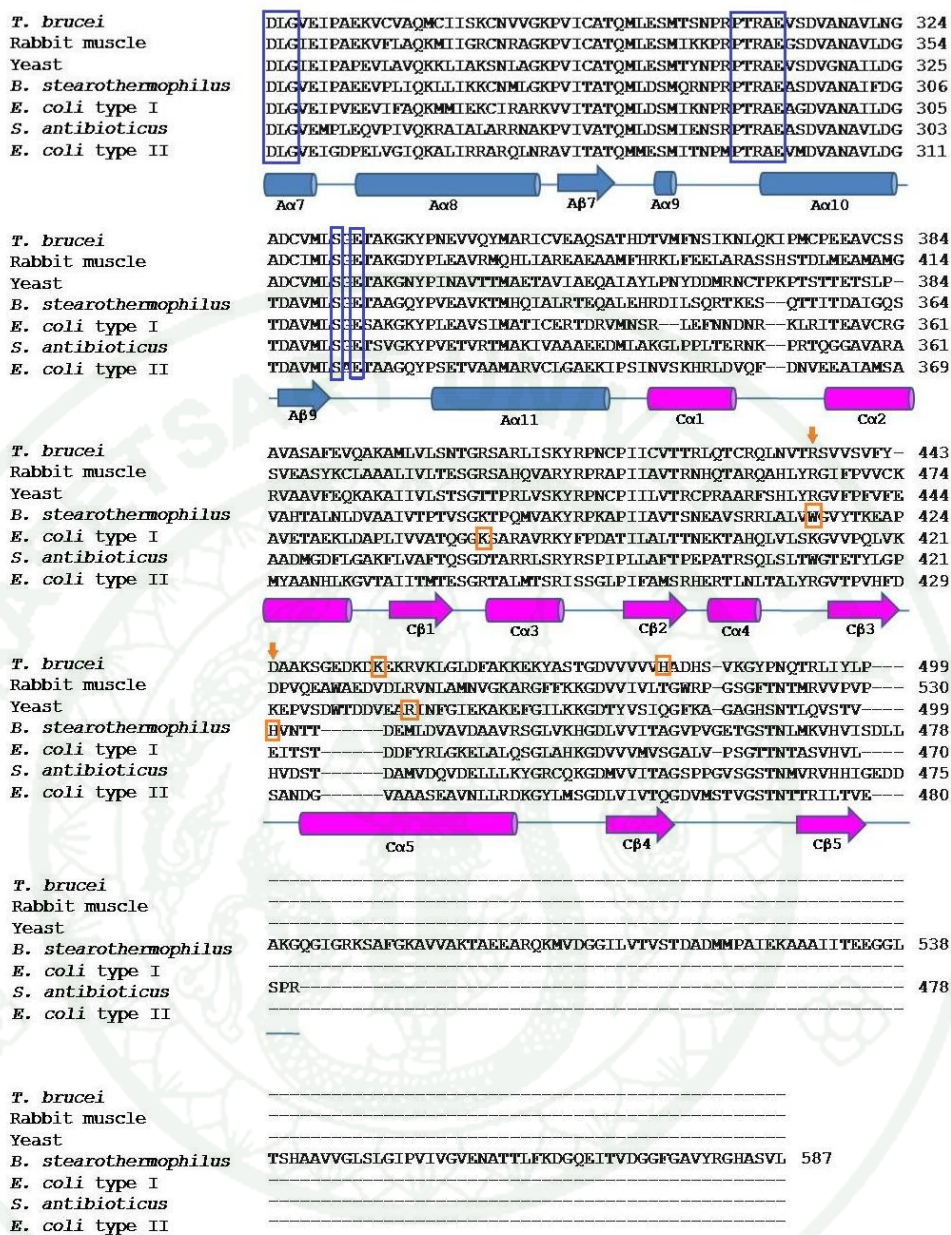 T. brucei DLGVEIPAEKVCVAQMCIISKCNVVGKPVICATQMLESMTSNPRPTRAEVSDVANAVLNG 324
Rabbit muscle DLGIEIPAEKVFLAQKMIIGRCNRAGKPVICATQMLESMIKKPRPTRAEGSDVANAVLDG 354
Yeast DLGIEIPAPEVLAVQKKLIAKSNLAGKPVICATQMLESMTYNPRPTRAEVSDVGNAILDG 325
B. stearothermophilus DLGVEIPAEEVPLIQKLLIKKCNMLGKPVITATQMLDSMQRNPRPTRAEASDVANAIFDG 306
E. coli type I DLGVEIPVEEVIFAQKMMIEKCIRARKVVITATQMLDSMIKNPRPTRAEAGDVANAILDG 305
S. antibioticus DLGVEMPLEQVPIVQKRAIALARRNAKPVIVATQMLDSMIENSRPTRAEASDVANAVLDG 303
E. coli type II DLGVEIGDPELVGIQKALIRRARQLNRAVITATQMMESMITNPMPTRAEVMDVANAVLDG 311
Aα7 Aα8 Aβ7 Aα9 Aα10
T. brucei ADCVMLSGETAKGKYPNEVVQYMARICVEAQSATHDTVMFNSIKNLQKIPMCPEEAVCSS 384
Rabbit muscle ADCIMLSGETAKGDYPLEAVRMQHLIAREAEAAMFHRKLFEELARASSHSTDLMEAMAMG 414
Yeast ADCVMLSGETAKGNYPINAVTTMAETAVIAEQAIAYLPNYDDMRNCTPKPTSTTETSLP- 384
B. stearothermophilus TDAVMLSGETAAGQYPVEAVKTMHQIALRTEQALEHRDILSQRTKES--QTTITDAIGQS 364
E. coli type I TDAVMLSGESAKGKYPLEAVSIMATICERTDRVMNSR--LEFNNDNR--KLRITEAVCRG 361
S. antibioticus TDAVMLSGETSVGKYPVETVRTMAKIVAAAEEDMLAKGLPPLTERNK--PRTQGGAVARA 361
E. coli type II TDAVMLSAETAAGQYPSETVAAMARVCLGAEKIPSINVSKHRLDVQF--DNVEEAIAMSA 369
Aβ9 Aα11 Cα1 Cα2
T. brucei AVASAFEVQAKAMLVLSNTGRSARLISKYRPNCPIICVTTRLQTCRQLNVTRSVVSVFY- 443
Rabbit muscle SVEASYKCLAAALIVLTESGRSAHQVARYRPRAPIIAVTRNHQTARQAHLYRGIFPVVCK 474
Yeast RVAAVFEQKAKAIIVLSTSGTTPRLVSKYRPNCPIILVTRCPRAARFSHLYRGVFPFVFE 444
B. stearothermophilus VAHTALNLDVAAIVTPTVSGKTPQMVAKYRPKAPIIAVTSNEAVSRRLALVWGVYTKEAP 424
E. coli type I AVETAEKLDAPLIVVATQGGKSARAVRKYFPDATILALTTNEKTAHQLVLSKGVVPQLVK 421
S. antibioticus AADMGDFLGAKFLVAFTQSGDTARRLSRYRSPIPLLAFTPEPATRSQLSLTWGTETYLGP 421
E. coli type II MYAANHLKGVTAIITMTESGRTALMTSRISSGLPIFAMSRHERTLNLTALYRGVTPVHFD 429
Cβ1 Cα3 Cβ2 Cα4 Cβ3
T. brucei DAAKSGEDKDKEKRVKLGLDFAKKEKYASTGDVVVVVHADHS-VKGYPNQTRLIYLP--- 499
Rabbit muscle DPVQEAWAEDVDLRVNLAMNVGKARGFFKKGDVVIVLTGWRP-GSGFTNTMRVVPVP--- 530
Yeast KEPVSDWTDDVEARINFGIEKAKEFGILKKGDTYVSIQGFKA-GAGHSNTLQVSTV---- 499
B. stearothermophilus HVNTT------DEMLDVAVDAAVRSGLVKHGDLVVITAGVPVGETGSTNLMKVHVISDLL 478
E. coli type I EITST------DDFYRLGKELALQSGLAHKGDVVVMVSGALV-PSGTTNTASVHVL---- 470
S. antibioticus HVDST------DAMVDQVDELLLKYGRCQKGDMVVITAGSPPGVSGSTNMVRVHHIGEDD 475
E. coli type II SANDG------VAAASEAVNLLRDKGYLMSGDLVIVTQGDVMSTVGSTNTTRILTVE--- 480
Cα5 Cβ4 Cβ5
T. brucei ------------------------------------------------------------
Rabbit muscle ------------------------------------------------------------
Yeast ------------------------------------------------------------
B. stearothermophilus AKGQGIGRKSAFGKAVVAKTAEEARQKMVDGGILVTVSTDADMMPAIEKAAAIITEEGGL 538
E. coli type I ------------------------------------------------------------
S. antibioticus SPR--------------------------------------------------------- 478
E. coli type II ------------------------------------------------------------
T. brucei -------------------------------------------------
Rabbit muscle -------------------------------------------------
Yeast -------------------------------------------------
B. stearothermophilus TSHAAVVGLSLGIPVIVGVENATTLFKDGQEITVDGGFGAVYRGHASVL 587
E. coli type I -------------------------------------------------
S. antibioticus -------------------------------------------------
E. coli type II -------------------------------------------------